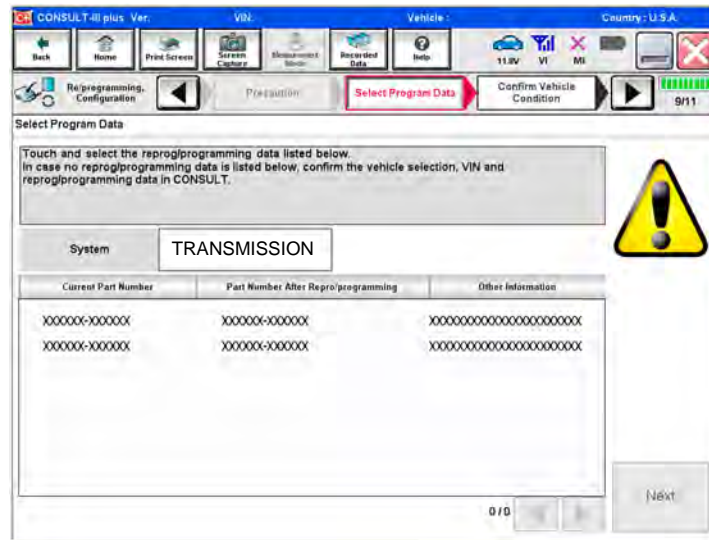 C+ CONSULT-III plus Ver. VIN: Vehicle : Country : U.S.A.
Back Home Print Screen Screen Capture Measurement Mode Recorded Data Help 11.8V VI MI
Re/programming, Configuration Precaution Select Program Data Confirm Vehicle Condition 9/11
Select Program Data
Touch and select the reprog/programming data listed below.
In case no reprog/programming data is listed below, confirm the vehicle selection, VIN and
reprog/programming data in CONSULT.
System TRANSMISSION
Current Part Number Part Number After Repro/programming Other Information
XXXXXX-XXXXXX XXXXXX-XXXXXX XXXXXXXXXXXXXXXXXXXXXXXX
XXXXXX-XXXXXX XXXXXX-XXXXXX XXXXXXXXXXXXXXXXXXXXXXXX
0/0
Next